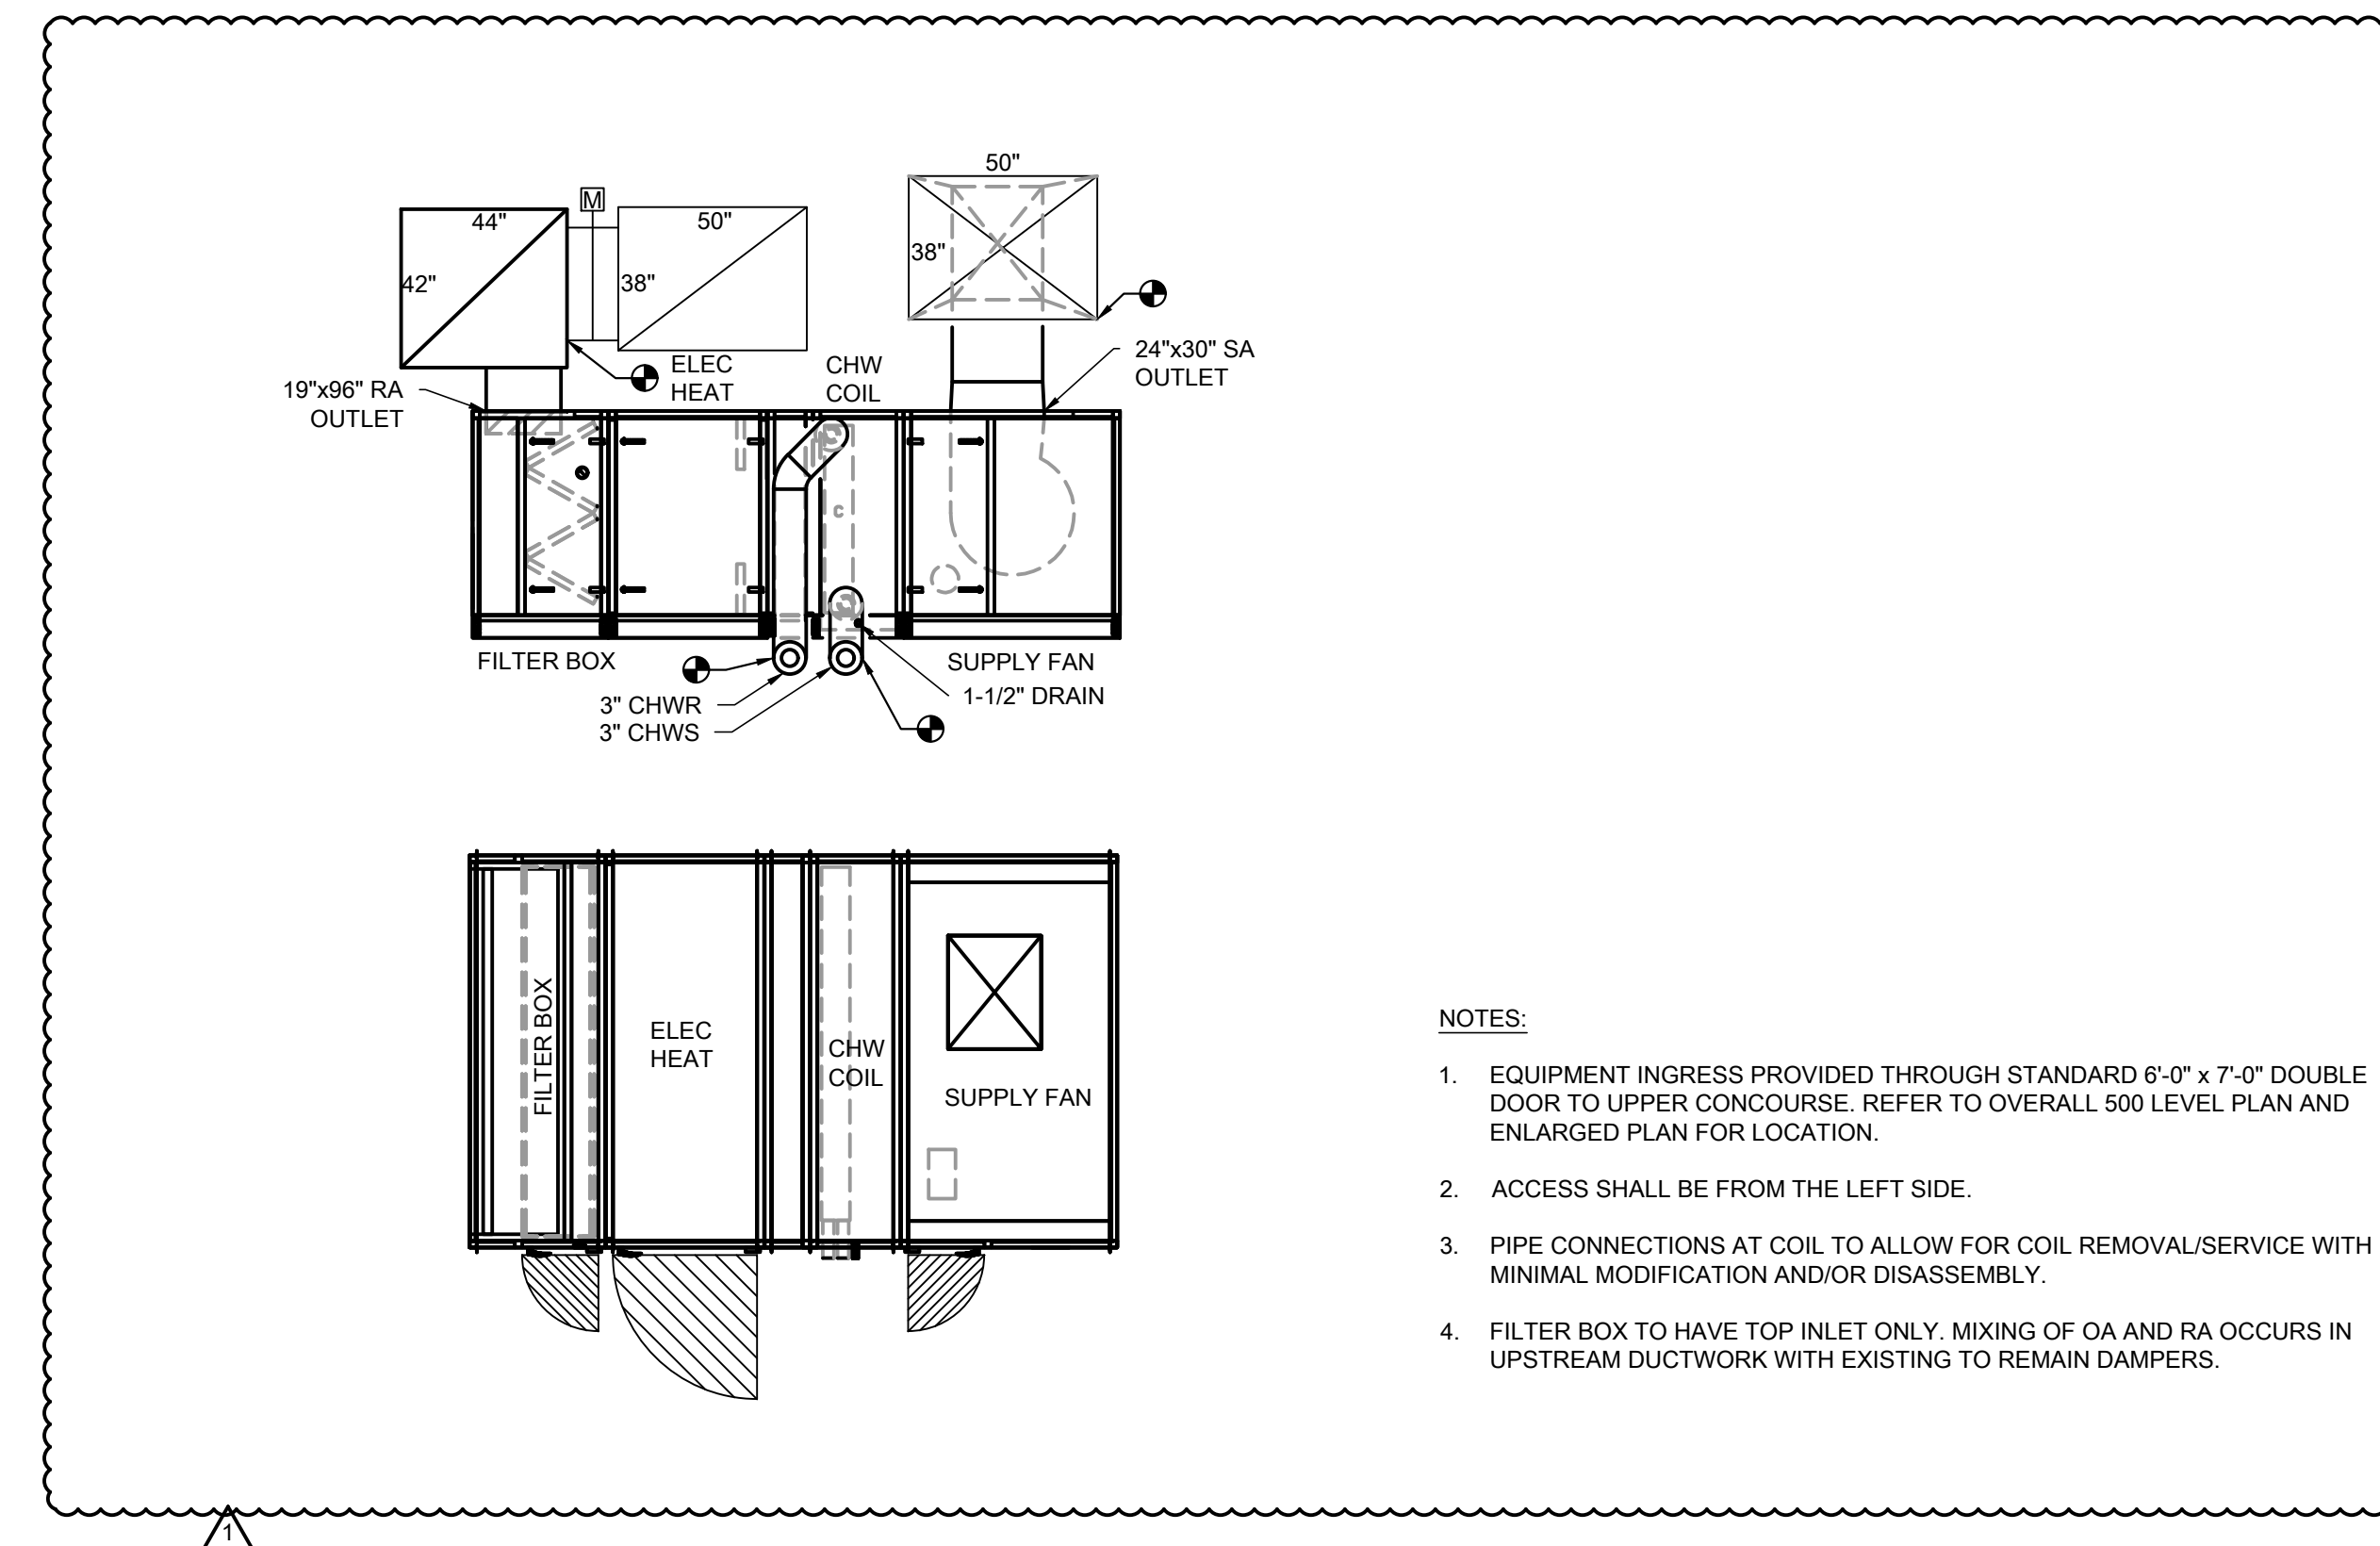 50"
M
44"
50"
42"
38"
38"
ELEC
HEAT
CHW
COIL
24"x30" SA
OUTLET
19"x96" RA
OUTLET
C
C
C
FILTER BOX
SUPPLY FAN
1-1/2" DRAIN
3" CHWR
3" CHWS
FILTER BOX
ELEC
HEAT
CHW
COIL
SUPPLY FAN
NOTES:
1. EQUIPMENT INGRESS PROVIDED THROUGH STANDARD 6'-0" x 7'-0" DOUBLE
DOOR TO UPPER CONCOURSE. REFER TO OVERALL 500 LEVEL PLAN AND
ENLARGED PLAN FOR LOCATION.
2. ACCESS SHALL BE FROM THE LEFT SIDE.
3. PIPE CONNECTIONS AT COIL TO ALLOW FOR COIL REMOVAL/SERVICE WITH
MINIMAL MODIFICATION AND/OR DISASSEMBLY.
4. FILTER BOX TO HAVE TOP INLET ONLY. MIXING OF OA AND RA OCCURS IN
UPSTREAM DUCTWORK WITH EXISTING TO REMAIN DAMPERS.
1